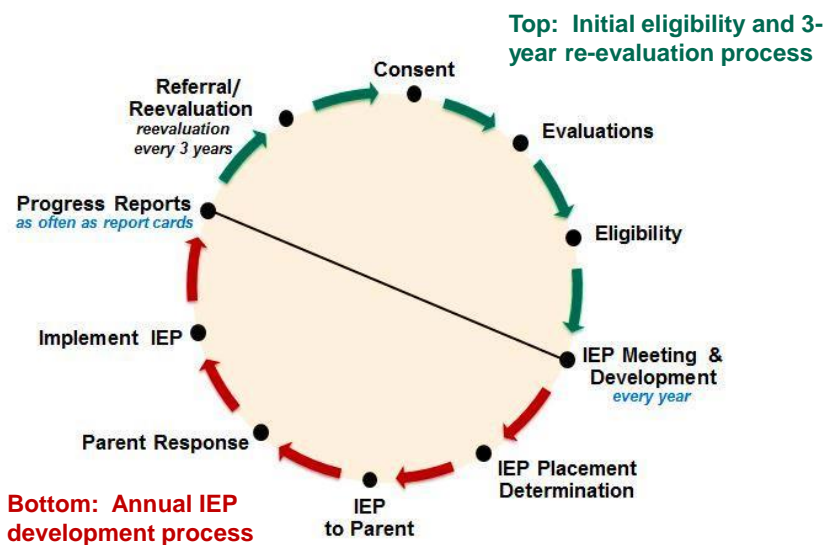 Top: Initial eligibility and 3-
year re-evaluation process
Consent
Referral/
Reevaluation
reevaluation
every 3 years
Evaluations
Progress Reports
as often as report cards
Eligibility
Implement IEP
IEP Meeting &
Development
every year
Parent Response
IEP Placement
Determination
IEP
to Parent
Bottom: Annual IEP
development process